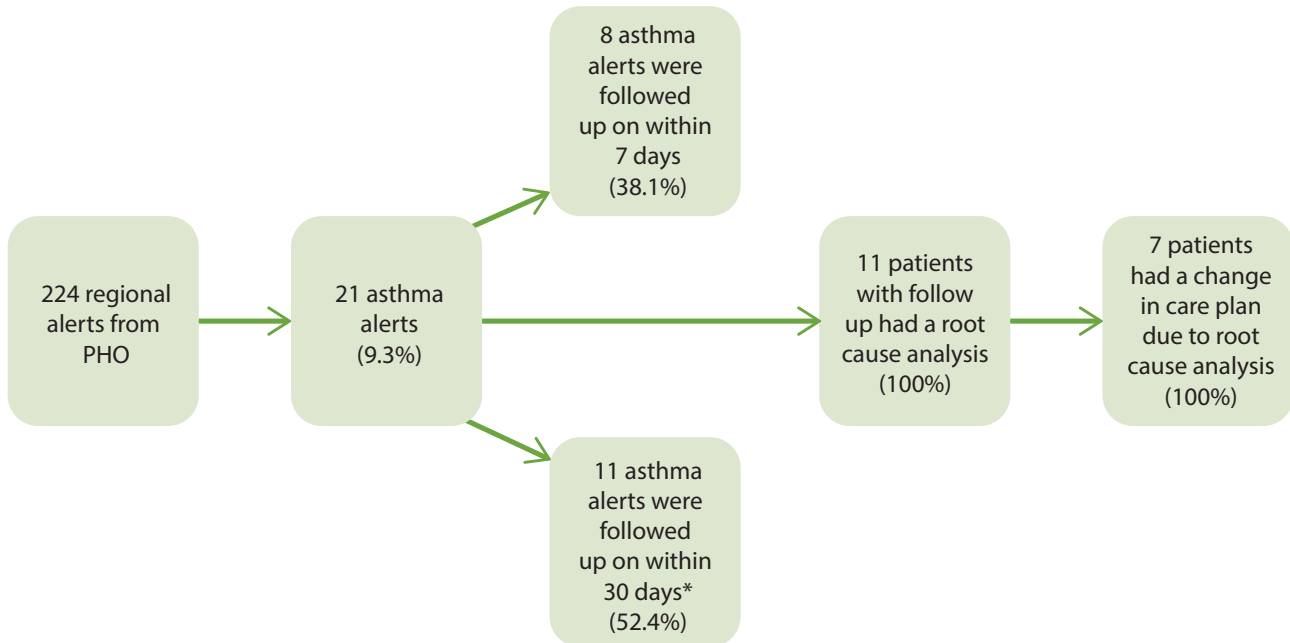 8 asthma
alerts were
followed
up on within
7 days
(38.1%)
224 regional
alerts from
PHO
21 asthma
alerts
(9.3%)
11 patients
with follow
up had a root
cause analysis
(100%)
7 patients
had a change
in care plan
due to root
cause analysis
(100%)
11 asthma
alerts were
followed
up on within
30 days*
(52.4%)